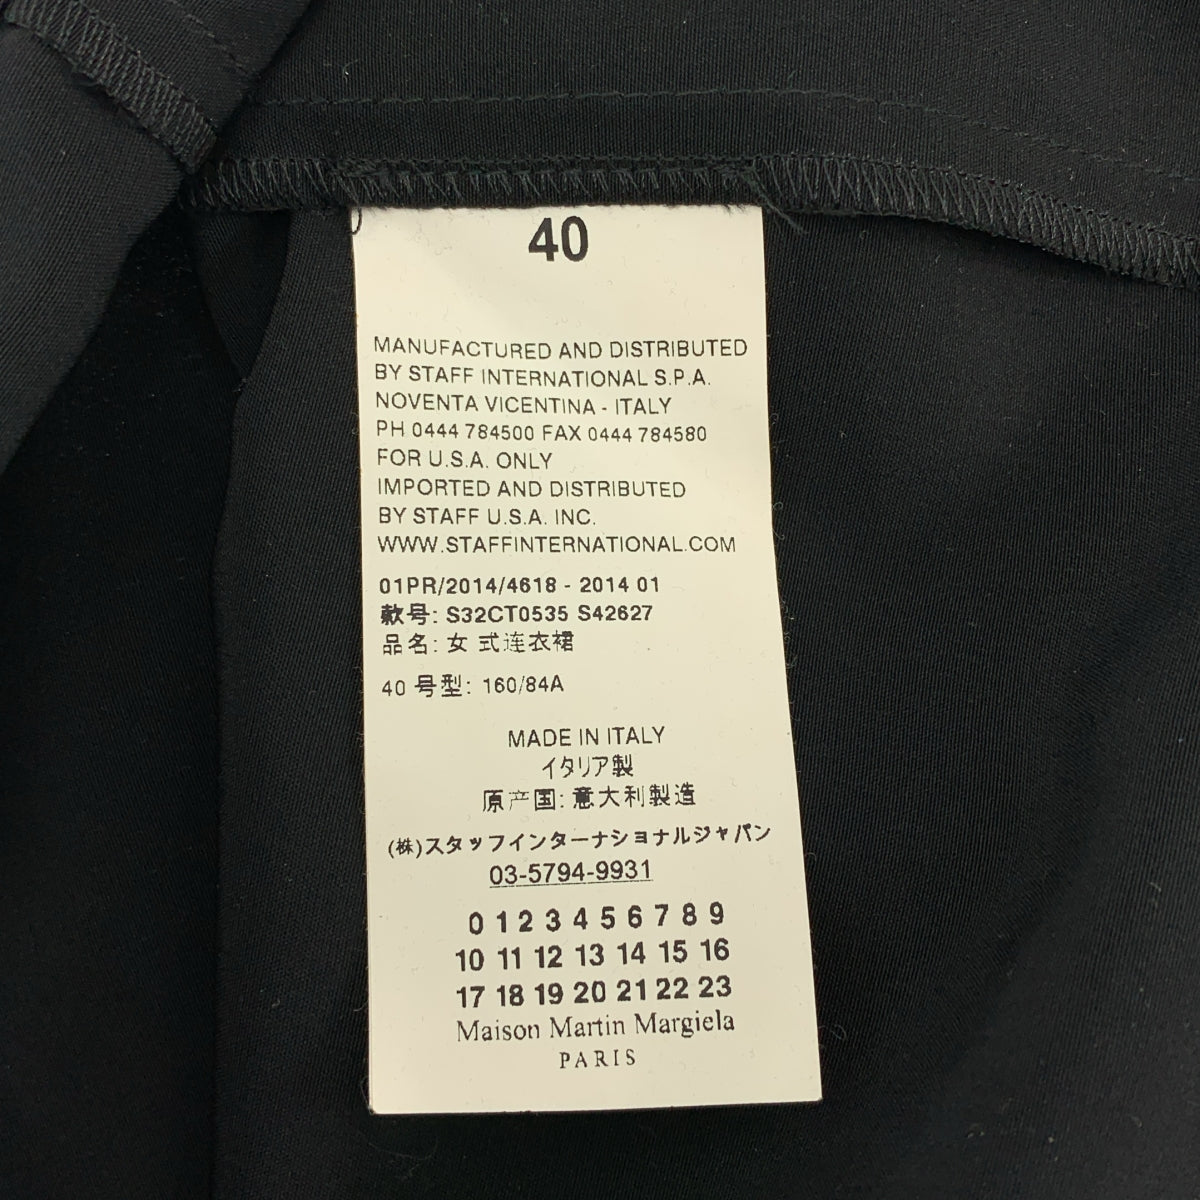 40
MANUFACTURED AND DISTRIBUTED
BY STAFF INTERNATIONAL S.P.A.
NOVENTA VICENTINA - ITALY
PH 0444 784500 FAX 0444 784580
FOR U.S.A. ONLY
IMPORTED AND DISTRIBUTED
BY STAFF U.S.A. INC.
WWW.STAFFINTERNATIONAL.COM
01PR/2014/4618 - 2014 01
款号: S32CT0535 S42627
品名: 女 式连衣裙
40 号型: 160/84A
MADE IN ITALY
イタリア製
原产国: 意大利製造
(株)スタッフインターナショナルジャパン
03-5794-9931
0 1 2 3 4 5 6 7 8 9
10 11 12 13 14 15 16
17 18 19 20 21 22 23
Maison Martin Margiela
PARIS